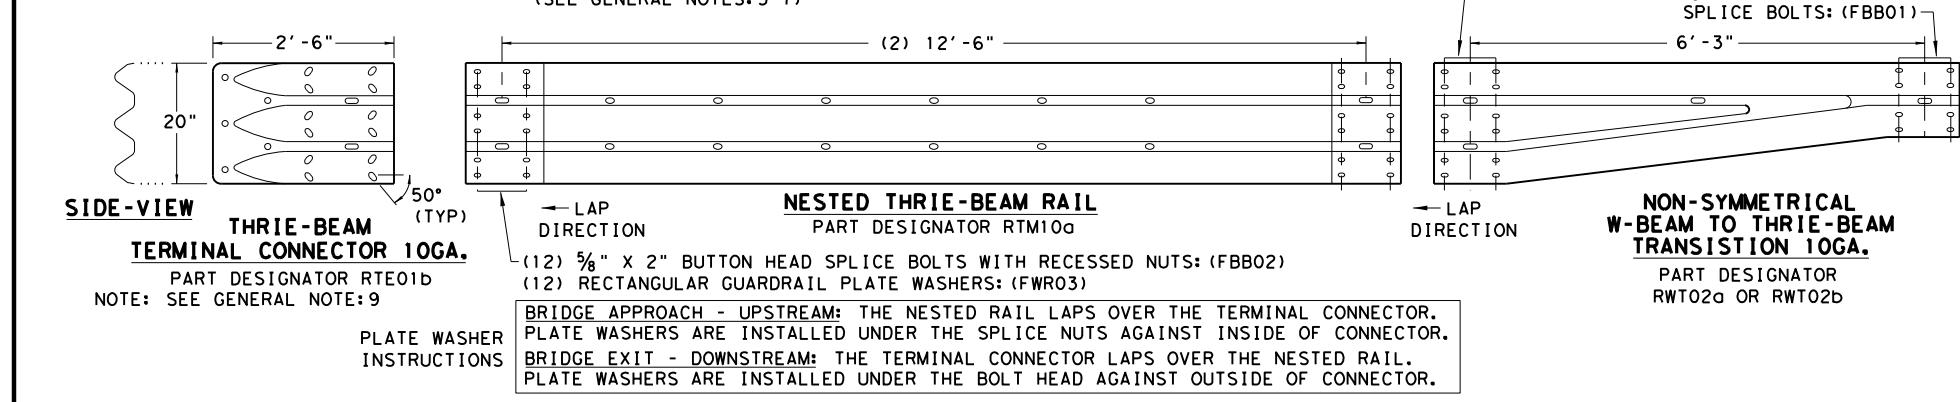 SPLICE BOLTS: (FBB01)
2'-6"
(2) 12'-6"
6'-3"
20"
50°
(TYP)
SIDE-VIEW
THRIE-BEAM
TERMINAL CONNECTOR 10GA.
PART DESIGNATOR RTE01b
NOTE: SEE GENERAL NOTE:9
LAP
DIRECTION
NESTED THRIE-BEAM RAIL
PART DESIGNATOR RTM10a
(12) 5/8" X 2" BUTTON HEAD SPLICE BOLTS WITH RECESSED NUTS: (FBB02)
(12) RECTANGULAR GUARDRAIL PLATE WASHERS: (FWR03)
LAP
DIRECTION
NON-SYMMETRICAL
W-BEAM TO THRIE-BEAM
TRANSISTION 10GA.
PART DESIGNATOR
RWT02a OR RWT02b
PLATE WASHER
INSTRUCTIONS
BRIDGE APPROACH - UPSTREAM: THE NESTED RAIL LAPS OVER THE TERMINAL CONNECTOR.
PLATE WASHERS ARE INSTALLED UNDER THE SPLICE NUTS AGAINST INSIDE OF CONNECTOR.
BRIDGE EXIT - DOWNSTREAM: THE TERMINAL CONNECTOR LAPS OVER THE NESTED RAIL.
PLATE WASHERS ARE INSTALLED UNDER THE BOLT HEAD AGAINST OUTSIDE OF CONNECTOR.